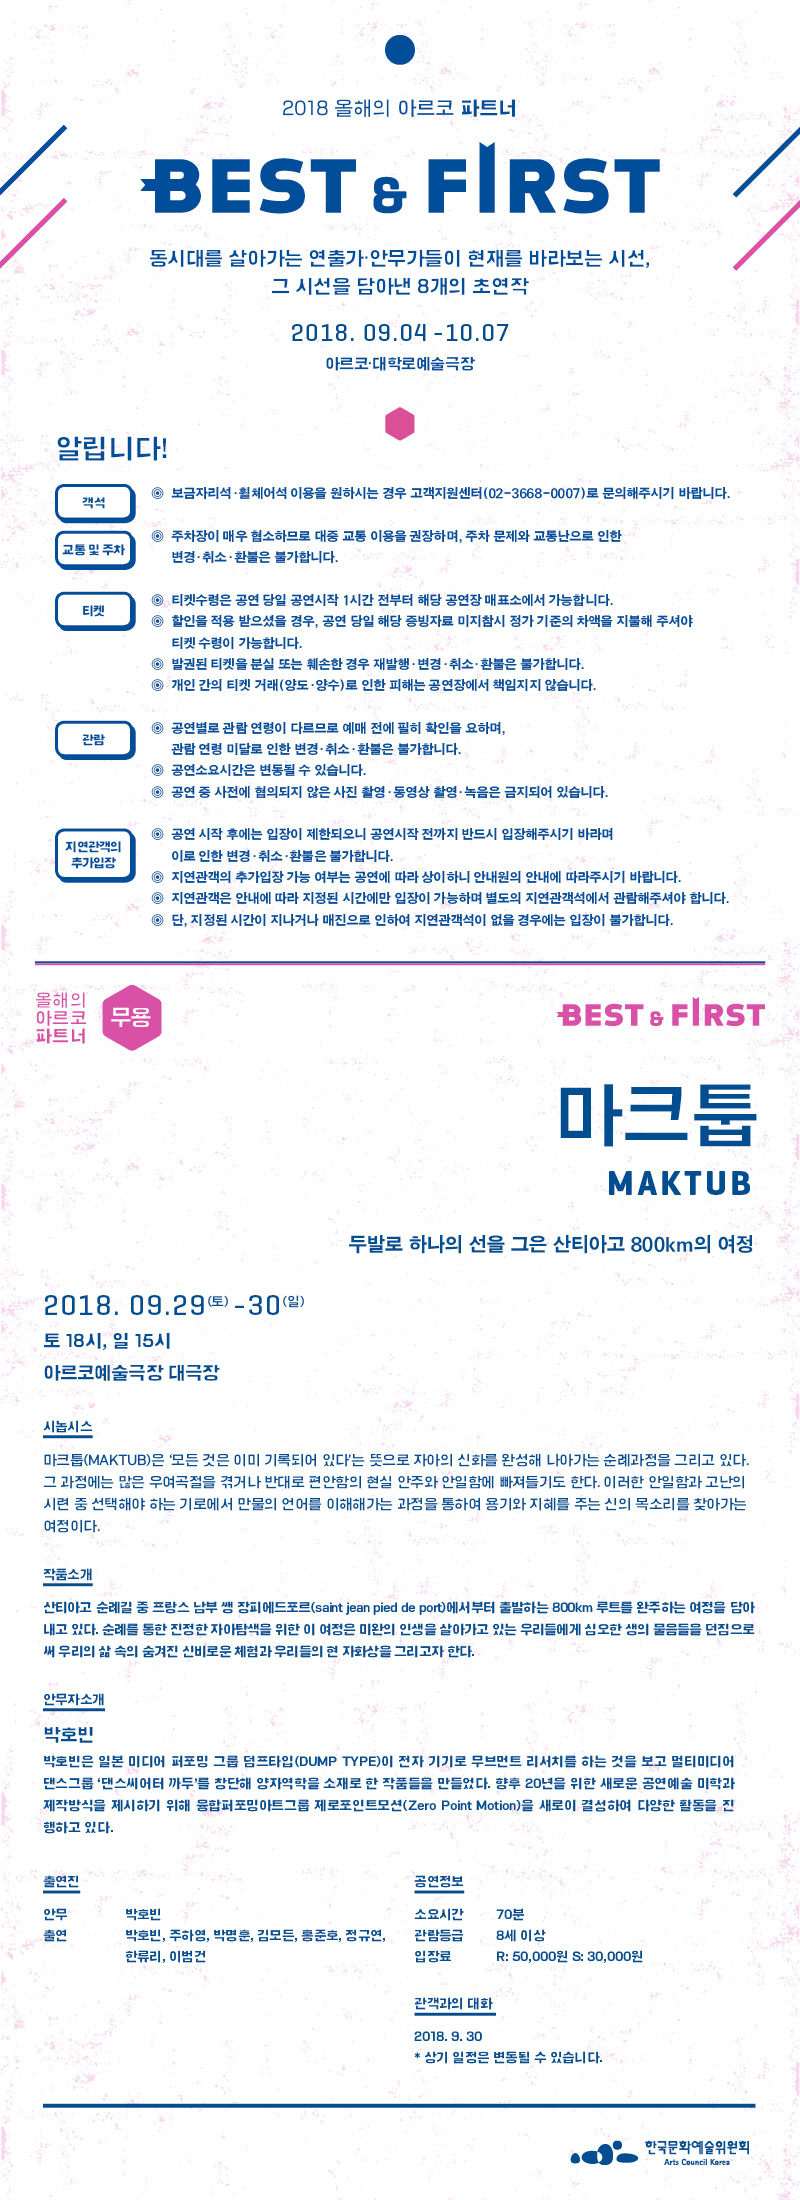 2018 올해의 아르코 파트너
BEST & FIRST
동시대를 살아가는 연출가·안무가들이 현재를 바라보는 시선,
그 시선을 담아낸 8개의 초연작
2018. 09.04 -10.07
아르코·대학로예술극장
알립니다!
객석
◎ 보금자리석·휠체어석 이용을 원하시는 경우 고객지원센터(02-3668-0007)로 문의해주시기 바랍니다.
교통 및 주차
◎ 주차장이 매우 협소하므로 대중 교통 이용을 권장하며, 주차 문제와 교통난으로 인한
변경·취소·환불은 불가합니다.
티켓
◎ 티켓수령은 공연 당일 공연시작 1시간 전부터 해당 공연장 매표소에서 가능합니다.
◎ 할인을 적용 받으셨을 경우, 공연 당일 해당 증빙자료 미지참시 정가 기준의 차액을 지불해 주셔야
티켓 수령이 가능합니다.
◎ 발권된 티켓을 분실 또는 훼손한 경우 재발행·변경·취소·환불은 불가합니다.
◎ 개인 간의 티켓 거래(양도·양수)로 인한 피해는 공연장에서 책임지지 않습니다.
관람
◎ 공연별로 관람 연령이 다르므로 예매 전에 필히 확인을 요하며,
관람 연령 미달로 인한 변경·취소·환불은 불가합니다.
◎ 공연소요시간은 변동될 수 있습니다.
◎ 공연 중 사전에 협의되지 않은 사진 촬영·동영상 촬영·녹음은 금지되어 있습니다.
지연관객의
추가입장
◎ 공연 시작 후에는 입장이 제한되오니 공연시작 전까지 반드시 입장해주시기 바라며
이로 인한 변경·취소·환불은 불가합니다.
◎ 지연관객의 추가입장 가능 여부는 공연에 따라 상이하니 안내원의 안내에 따라주시기 바랍니다.
◎ 지연관객은 안내에 따라 지정된 시간에만 입장이 가능하며 별도의 지연관객석에서 관람해주셔야 합니다.
◎ 단, 지정된 시간이 지나거나 매진으로 인하여 지연관객석이 없을 경우에는 입장이 불가합니다.
올해의
아르코
파트너
무용
BEST & FIRST
마크툽
MAKTUB
두발로 하나의 선을 그은 산티아고 800km의 여정
2018. 09.29(토) -30(일)
토 18시, 일 15시
아르코예술극장 대극장
시놉시스
마크툽(MAKTUB)은 '모든 것은 이미 기록되어 있다'는 뜻으로 자아의 신화를 완성해 나아가는 순례과정을 그리고 있다.
그 과정에는 많은 우여곡절을 겪거나 반대로 편안함의 현실 안주와 안일함에 빠져들기도 한다. 이러한 안일함과 고난의
시련 중 선택해야 하는 기로에서 만물의 언어를 이해해가는 과정을 통하여 용기와 지혜를 주는 신의 목소리를 찾아가는
여정이다.
작품소개
산티아고 순례길 중 프랑스 남부 쌩 장피에드포르(saint jean pied de port)에서부터 출발하는 800km 루트를 완주하는 여정을 담아
내고 있다. 순례를 통한 진정한 자아탐색을 위한 이 여정은 미완의 인생을 살아가고 있는 우리들에게 심오한 생의 물음들을 던짐으로
써 우리의 삶 속의 숨겨진 신비로운 체험과 우리들의 현 자화상을 그리고자 한다.
안무자소개
박호빈
박호빈은 일본 미디어 퍼포밍 그룹 덤프타입(DUMP TYPE)이 전자 기기로 무브먼트 리서치를 하는 것을 보고 멀티미디어
댄스그룹 '댄스씨어터 까두'를 창단해 양자역학을 소재로 한 작품들을 만들었다. 향후 20년을 위한 새로운 공연예술 미학과
제작방식을 제시하기 위해 융합퍼포밍아트그룹 제로포인트모션(Zero Point Motion)을 새로이 결성하여 다양한 활동을 진
행하고 있다.
출연진
안무 박호빈
출연 박호빈, 주하영, 박명훈, 김모든, 홍준호, 정규연,
한류리, 이범건
공연정보
소요시간 70분
관람등급 8세 이상
입장료 R: 50,000원 S: 30,000원
관객과의 대화
2018. 9. 30
* 상기 일정은 변동될 수 있습니다.
한국문화예술위원회
Arts Council Korea